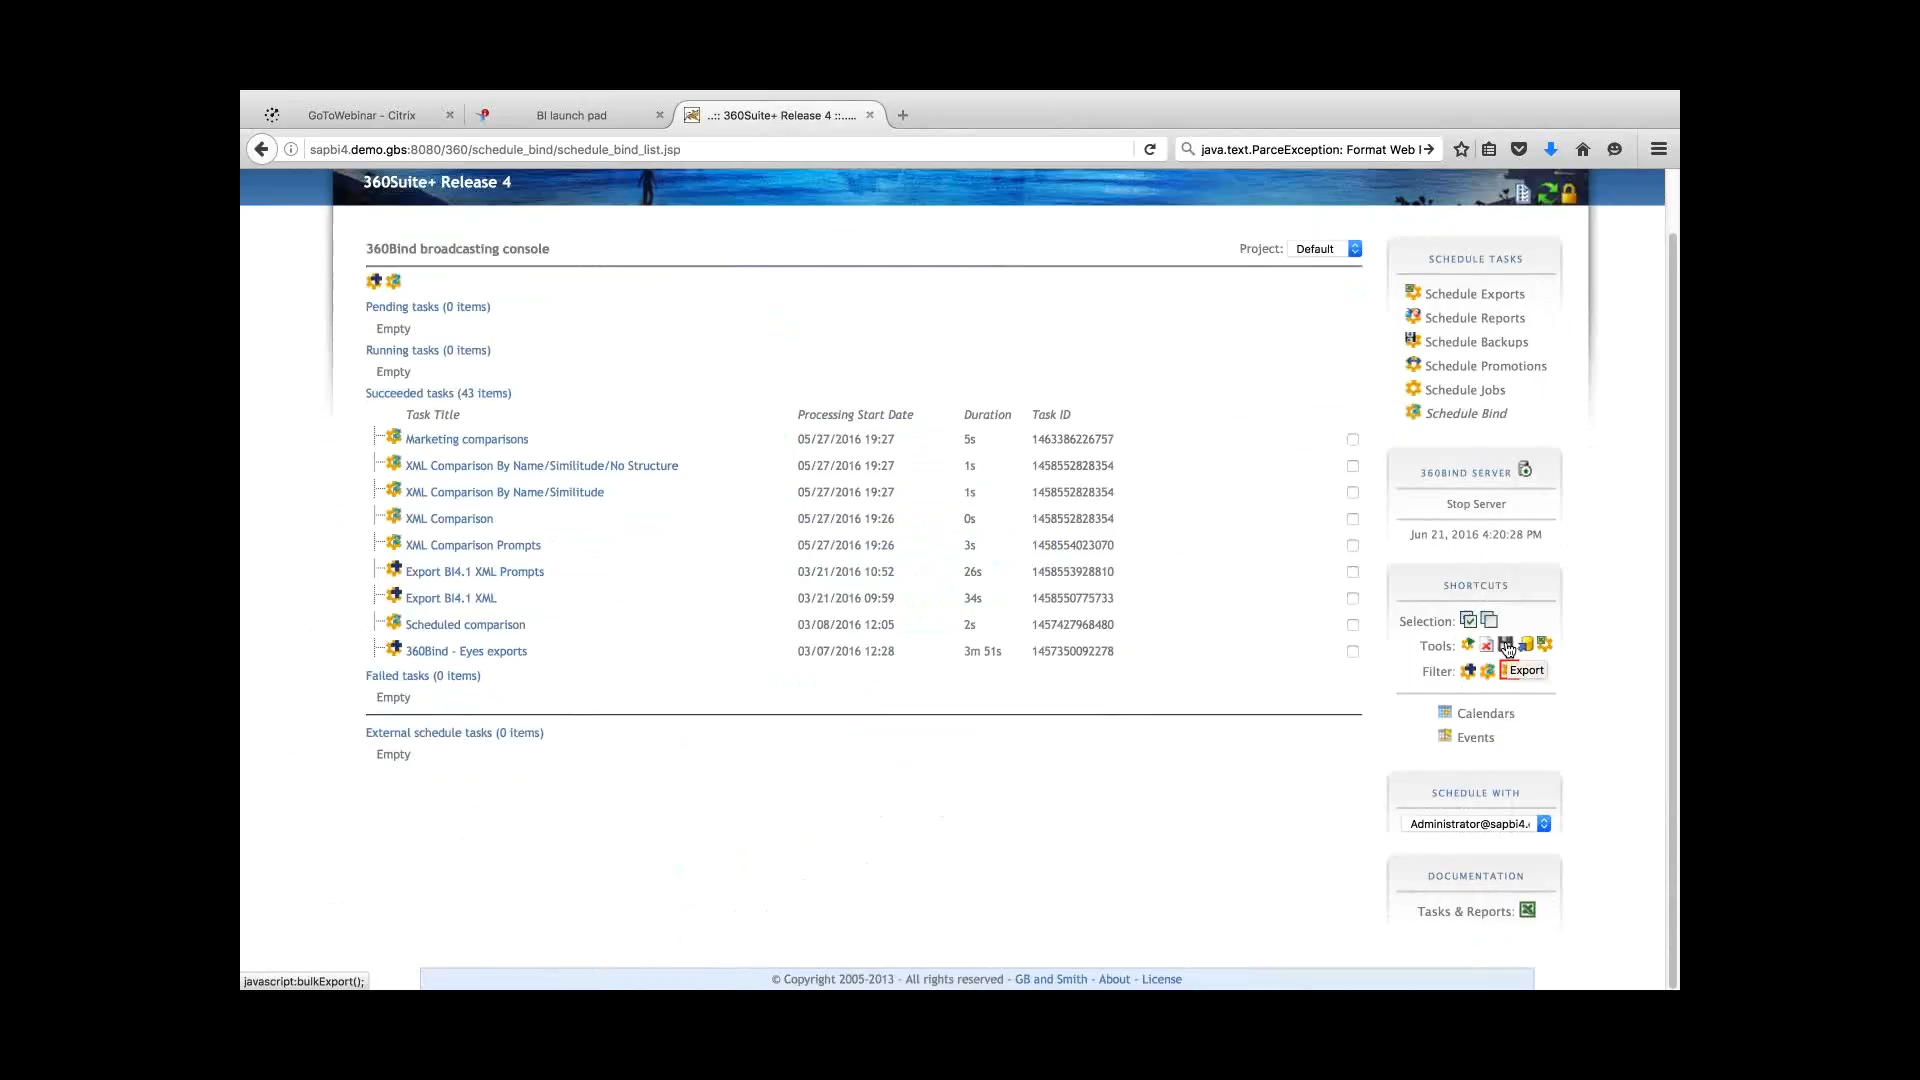 GoToWebinar - Citrix
BI launch pad
..:: 360Suite+ Release 4 ::.....
sapbi4.demo.gbs:8080/360/schedule_bind/schedule_bind_list.jsp
java.text.ParceException: Format Web I
360Suite+ Release 4
360Bind broadcasting console
Project: Default
Pending tasks (0 items)
Empty
Running tasks (0 items)
Empty
Succeeded tasks (43 items)
Task Title Processing Start Date Duration Task ID
Marketing comparisons 05/27/2016 19:27 5s 1463386226757
XML Comparison By Name/Similitude/No Structure 05/27/2016 19:27 1s 1458552828354
XML Comparison By Name/Similitude 05/27/2016 19:27 1s 1458552828354
XML Comparison 05/27/2016 19:26 0s 1458552828354
XML Comparison Prompts 05/27/2016 19:26 3s 1458554023070
Export BI4.1 XML Prompts 03/21/2016 10:52 26s 1458553928810
Export BI4.1 XML 03/21/2016 09:59 34s 1458550775733
Scheduled comparison 03/08/2016 12:05 2s 1457427968480
360Bind - Eyes exports 03/07/2016 12:28 3m 51s 1457350092278
Failed tasks (0 items)
Empty
External schedule tasks (0 items)
Empty
SCHEDULE TASKS
Schedule Exports
Schedule Reports
Schedule Backups
Schedule Promotions
Schedule Jobs
Schedule Bind
360BIND SERVER
Stop Server
Jun 21, 2016 4:20:28 PM
SHORTCUTS
Selection:
Tools:
Filter:
Export
Calendars
Events
SCHEDULE WITH
Administrator@sapbi4.
DOCUMENTATION
Tasks & Reports:
javascript:bulkExport();
© Copyright 2005-2013 - All rights reserved - GB and Smith - About - License